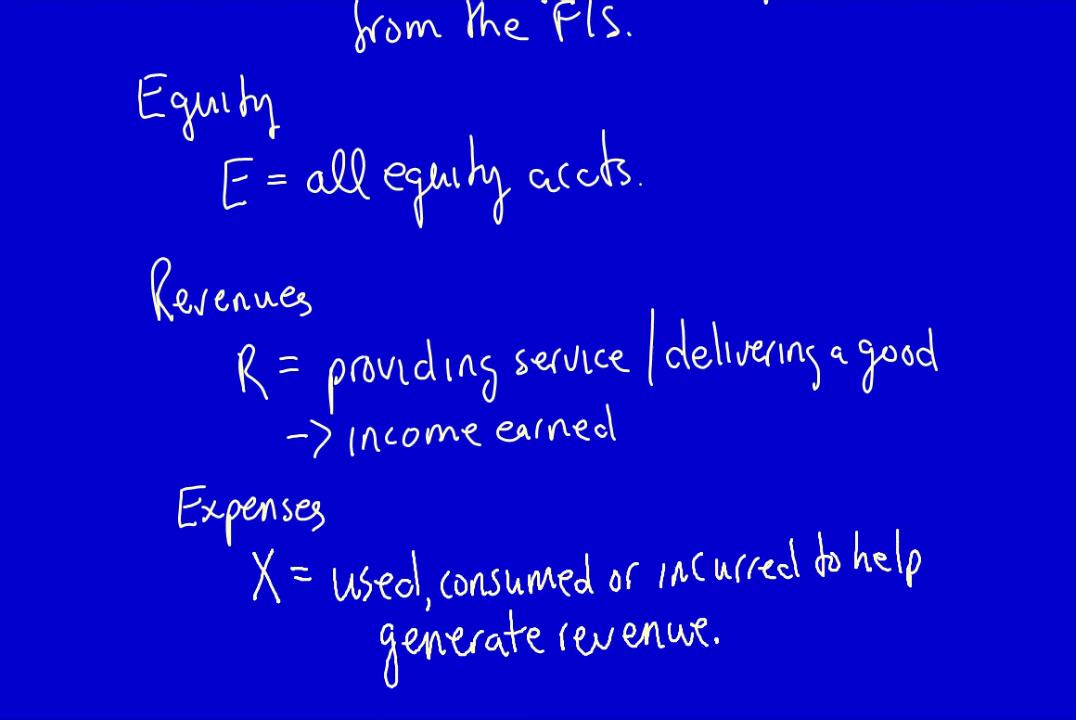 from the F/S.
Equity
E = all equity accts.
Revenues
R = providing service / delivering a good
-> income earned
Expenses
X = used, consumed or incurred to help
generate revenue.